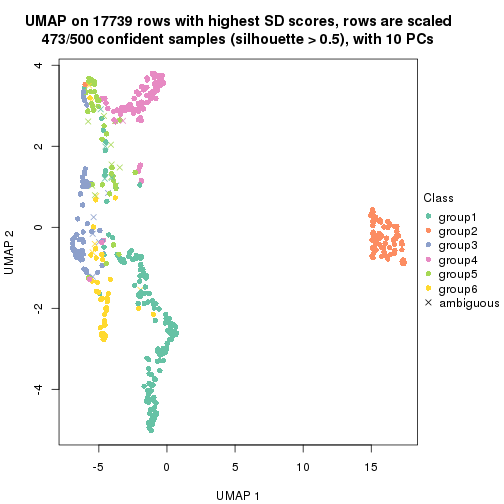 UMAP on 17739 rows with highest SD scores, rows are scaled
473/500 confident samples (silhouette > 0.5), with 10 PCs
4
2
0
-2
-4
UMAP 2
-5
0
5
10
15
UMAP 1
Class
group1
group2
group3
group4
group5
group6
ambiguous